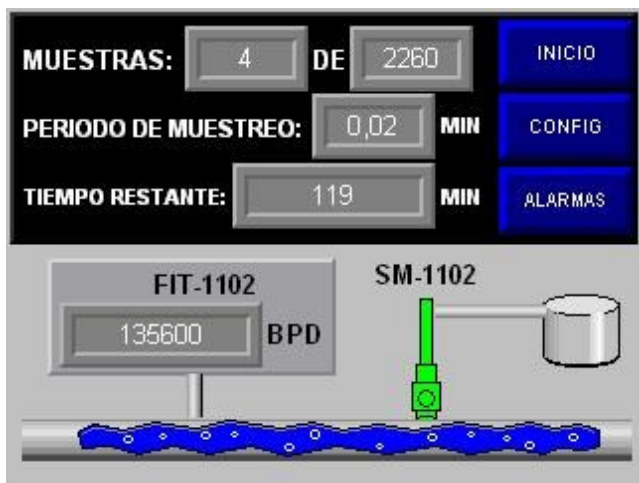 MUESTRAS: 4 DE 2260 INICIO
PERIODO DE MUESTREO: 0,02 MIN CONFIG
TIEMPO RESTANTE: 119 MIN ALARMAS
FIT-1102
135600 BPD
SM-1102